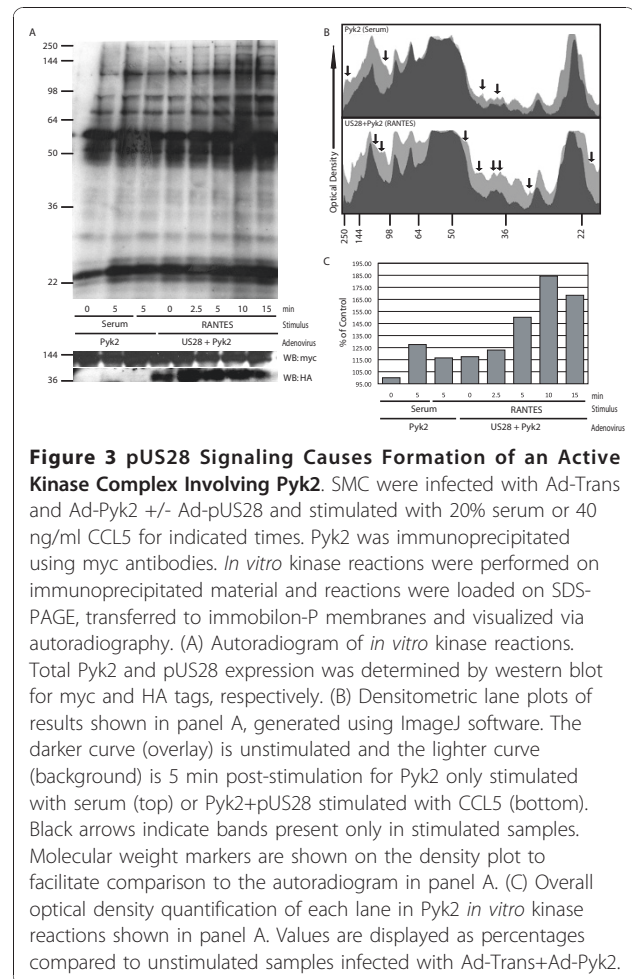 A
250
144
98
64
50
36
22
0 5 5 0 2.5 5 10 15 min
Serum RANTES Stimulus
Pyk2 US28 + Pyk2 Adenovirus
144 WB: myc
36 WB: HA
B
Pyk2 (Serum)
US28+Pyk2 (RANTES)
Optical Density
250 144 98 64 50 36 22
C
195.00
185.00
175.00
165.00
155.00
145.00
135.00
125.00
115.00
105.00
95.00
% of Control
0 5 5 0 2.5 5 10 15 min
Serum RANTES Stimulus
Pyk2 US28 + Pyk2 Adenovirus
Figure 3 pUS28 Signaling Causes Formation of an Active
Kinase Complex Involving Pyk2. SMC were infected with Ad-Trans
and Ad-Pyk2 +/- Ad-pUS28 and stimulated with 20% serum or 40
ng/ml CCL5 for indicated times. Pyk2 was immunoprecipitated
using myc antibodies. In vitro kinase reactions were performed on
immunoprecipitated material and reactions were loaded on SDS-
PAGE, transferred to immobilon-P membranes and visualized via
autoradiography. (A) Autoradiogram of in vitro kinase reactions.
Total Pyk2 and pUS28 expression was determined by western blot
for myc and HA tags, respectively. (B) Densitometric lane plots of
results shown in panel A, generated using ImageJ software. The
darker curve (overlay) is unstimulated and the lighter curve
(background) is 5 min post-stimulation for Pyk2 only stimulated
with serum (top) or Pyk2+pUS28 stimulated with CCL5 (bottom).
Black arrows indicate bands present only in stimulated samples.
Molecular weight markers are shown on the density plot to
facilitate comparison to the autoradiogram in panel A. (C) Overall
optical density quantification of each lane in Pyk2 in vitro kinase
reactions shown in panel A. Values are displayed as percentages
compared to unstimulated samples infected with Ad-Trans+Ad-Pyk2.